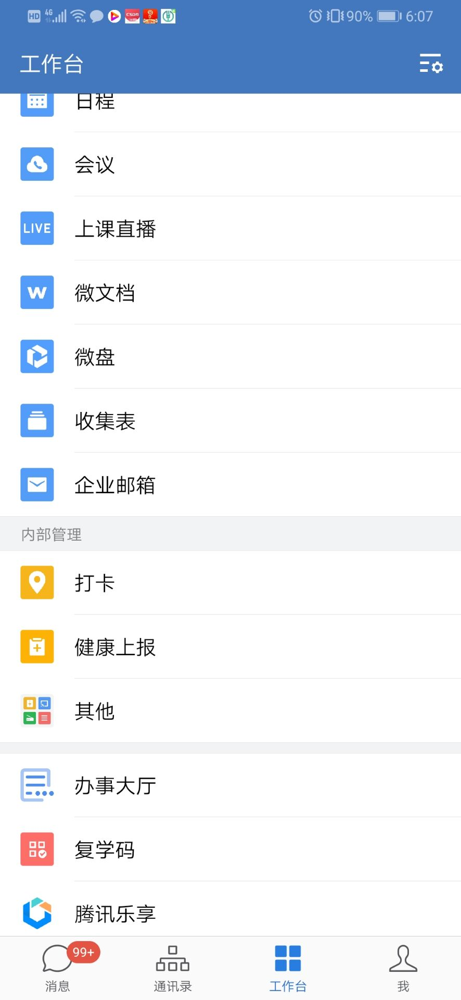 HD 4G 90% 6:07
工作台
日程
会议
LIVE 上课直播
W 微文档
微盘
收集表
企业邮箱
内部管理
打卡
健康上报
其他
办事大厅
复学码
腾讯乐享
99+
消息 通讯录 工作台 我